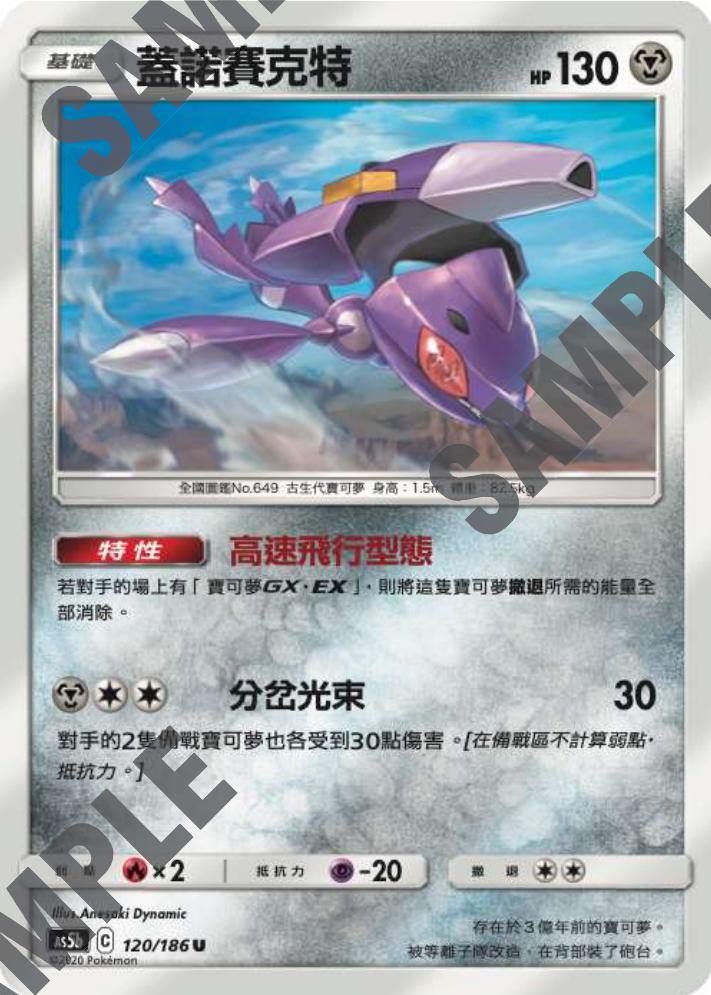 基礎 蓋諾賽克特 HP 130
全國圖鑑No.649 古生代寶可夢 身高：1.5m 體重：82.5kg
特性 高速飛行型態
若對手的場上有「寶可夢GX・EX」，則將這隻寶可夢撤退所需的能量全
部消除。
分岔光束 30
對手的2隻備戰寶可夢也各受到30點傷害。[在備戰區不計算弱點・
抵抗力。]
弱點 ×2 抵抗力 -20 撤退
Illus.Anesaki Dynamic
AS5b C 120/186 U
©2020 Pokémon
存在於3億年前的寶可夢。
被等離子隊改造，在背部裝了砲台。
SAMPLE
SAMPLE
SAMPLE